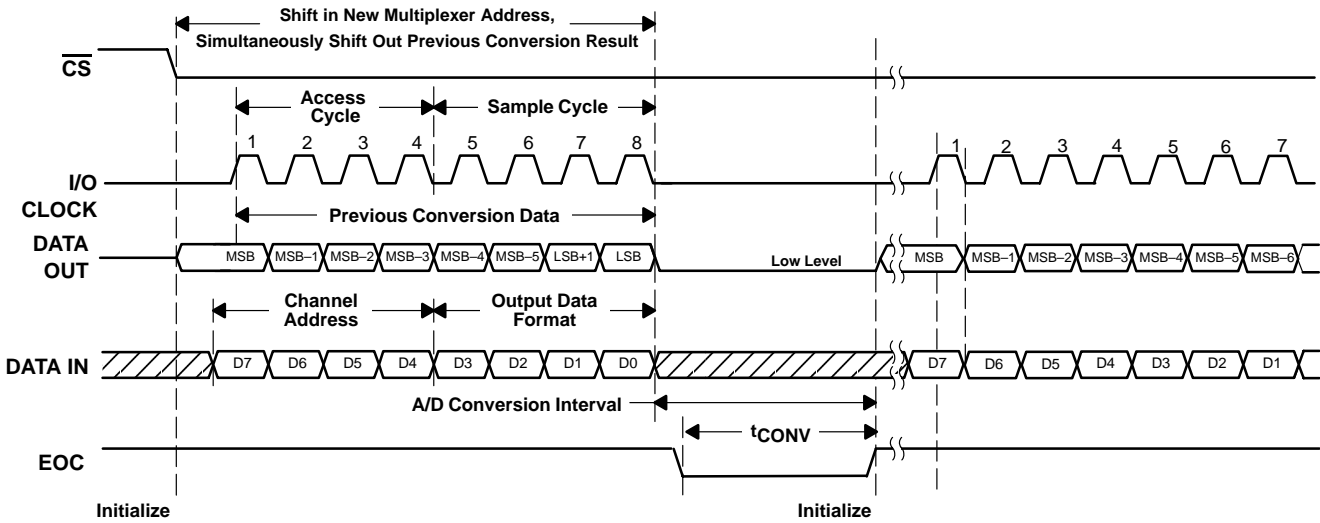 Shift in New Multiplexer Address,
Simultaneously Shift Out Previous Conversion Result
CS
Access
Cycle
Sample Cycle
1 2 3 4 5 6 7 8 1 2 3 4 5 6 7
I/O
CLOCK
Previous Conversion Data
DATA
OUT
MSB MSB–1 MSB–2 MSB–3 MSB–4 MSB–5 LSB+1 LSB Low Level MSB MSB–1 MSB–2 MSB–3 MSB–4 MSB–5 MSB–6
Channel
Address
Output Data
Format
DATA IN D7 D6 D5 D4 D3 D2 D1 D0 D7 D6 D5 D4 D3 D2 D1
A/D Conversion Interval
tCONV
EOC
Initialize Initialize